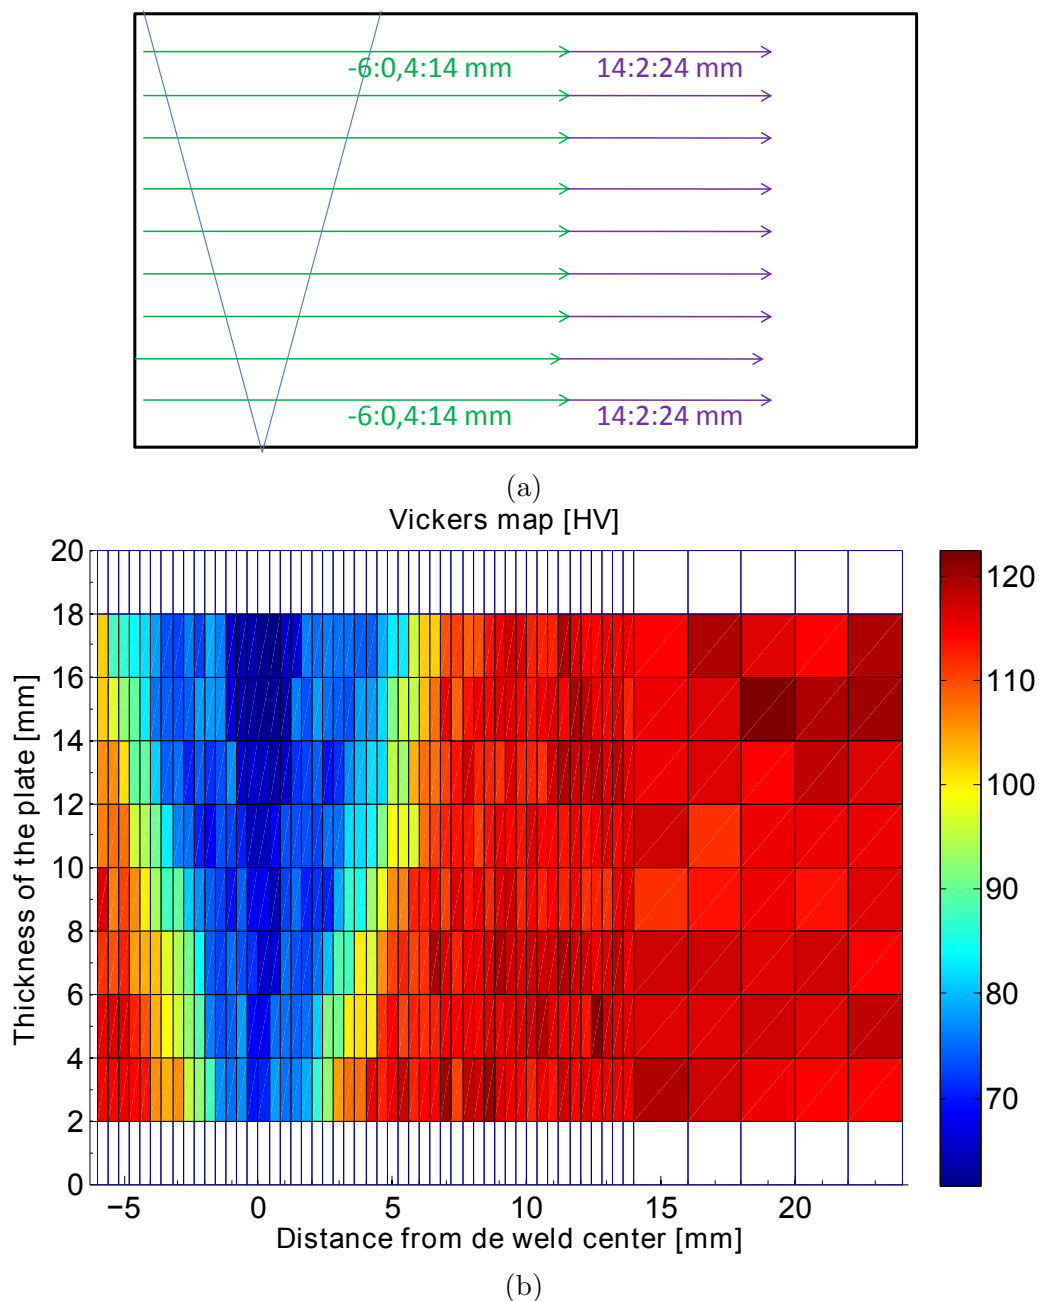 -6:0,4:14 mm 14:2:24 mm
-6:0,4:14 mm 14:2:24 mm
(a)
Vickers map [HV]
20
18
16
14
12
10
8
6
4
2
0
Thickness of the plate [mm]
−5 0 5 10 15 20
Distance from de weld center [mm]
120
110
100
90
80
70
(b)